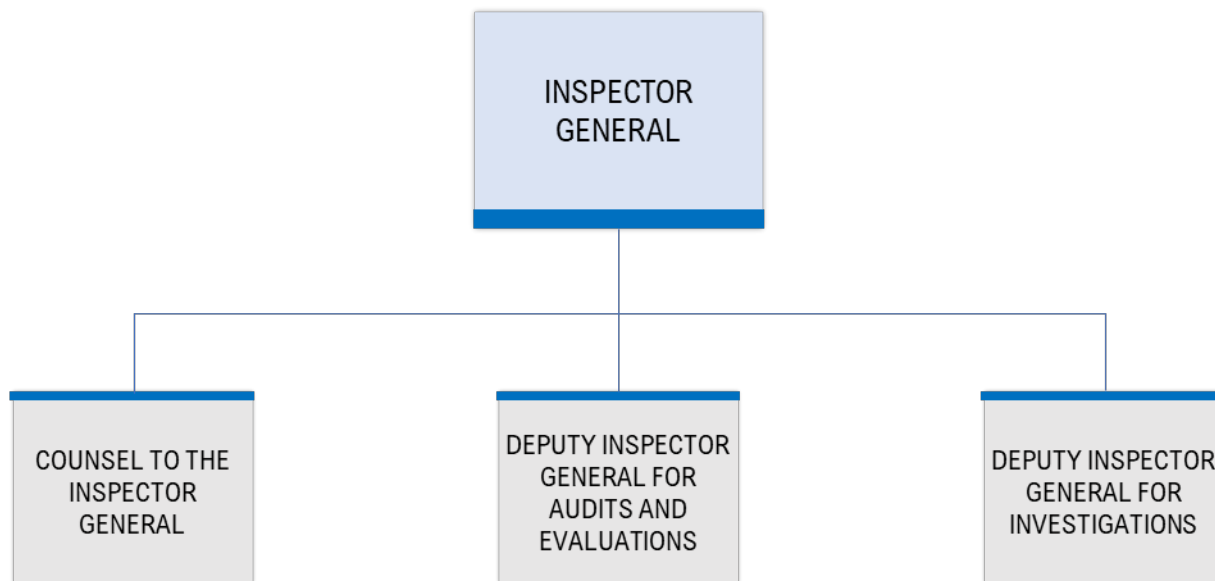 INSPECTOR
GENERAL
COUNSEL TO THE
INSPECTOR
GENERAL
DEPUTY INSPECTOR
GENERAL FOR
AUDITS AND
EVALUATIONS
DEPUTY INSPECTOR
GENERAL FOR
INVESTIGATIONS